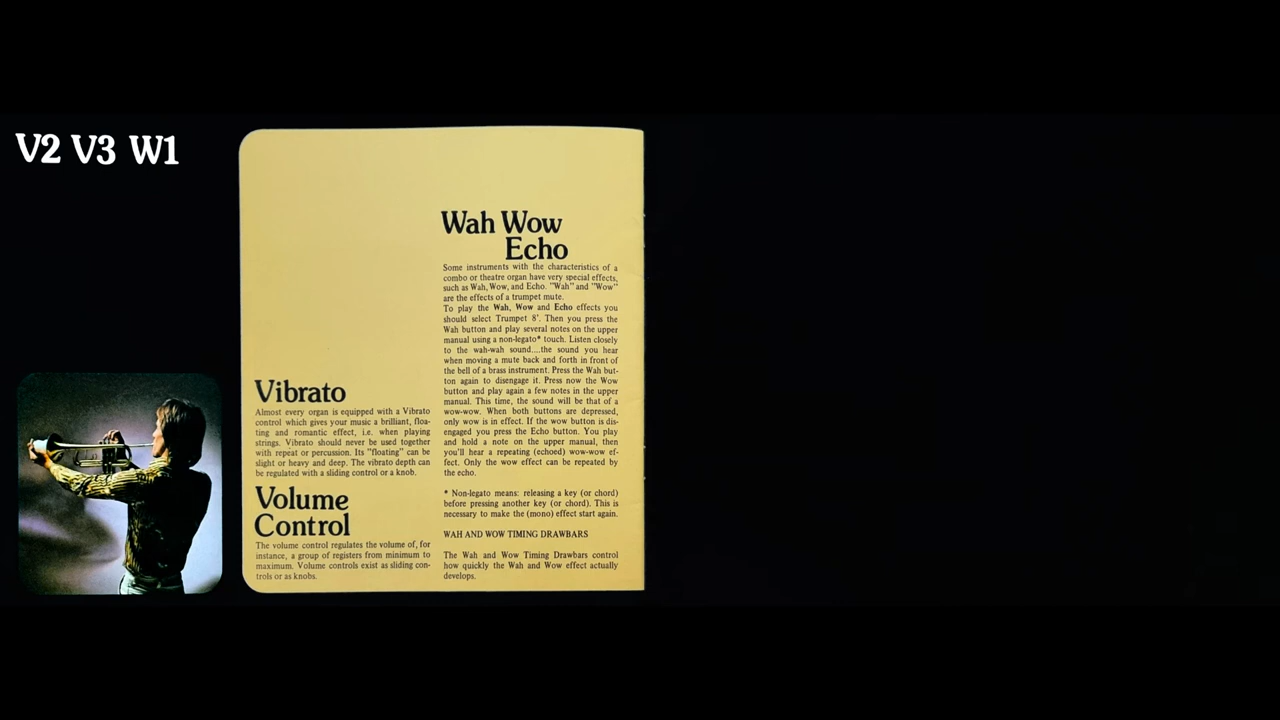 V2 V3 W1
Vibrato
Almost every organ is equipped with a Vibrato
control which gives your music a brilliant, floa-
ting and romantic effect, i.e. when playing
strings. Vibrato should never be used together
with repeat or percussion. Its "floating" can be
slight or heavy and deep. The vibrato depth can
be regulated with a sliding control or a knob.
Volume
Control
The volume control regulates the volume of, for
instance, a group of registers from minimum to
maximum. Volume controls exist as sliding con-
trols or as knobs.
Wah Wow
Echo
Some instruments with the characteristics of a
combo or theatre organ have very special effects,
such as Wah, Wow, and Echo. "Wah" and "Wow"
are the effects of a trumpet mute.
To play the Wah, Wow and Echo effects you
should select Trumpet 8'. Then you press the
Wah button and play several notes on the upper
manual using a non-legato* touch. Listen closely
to the wah-wah sound....the sound you hear
when moving a mute back and forth in front of
the bell of a brass instrument. Press the Wah but-
ton again to disengage it. Press now the Wow
button and play again a few notes in the upper
manual. This time, the sound will be that of a
wow-wow. When both buttons are depressed,
only wow is in effect. If the wow button is dis-
engaged you press the Echo button. You play
and hold a note on the upper manual, then
you'll hear a repeating (echoed) wow-wow ef-
fect. Only the wow effect can be repeated by
the echo.
* Non-legato means: releasing a key (or chord)
before pressing another key (or chord). This is
necessary to make the (mono) effect start again.
WAH AND WOW TIMING DRAWBARS
The Wah and Wow Timing Drawbars control
how quickly the Wah and Wow effect actually
develops.